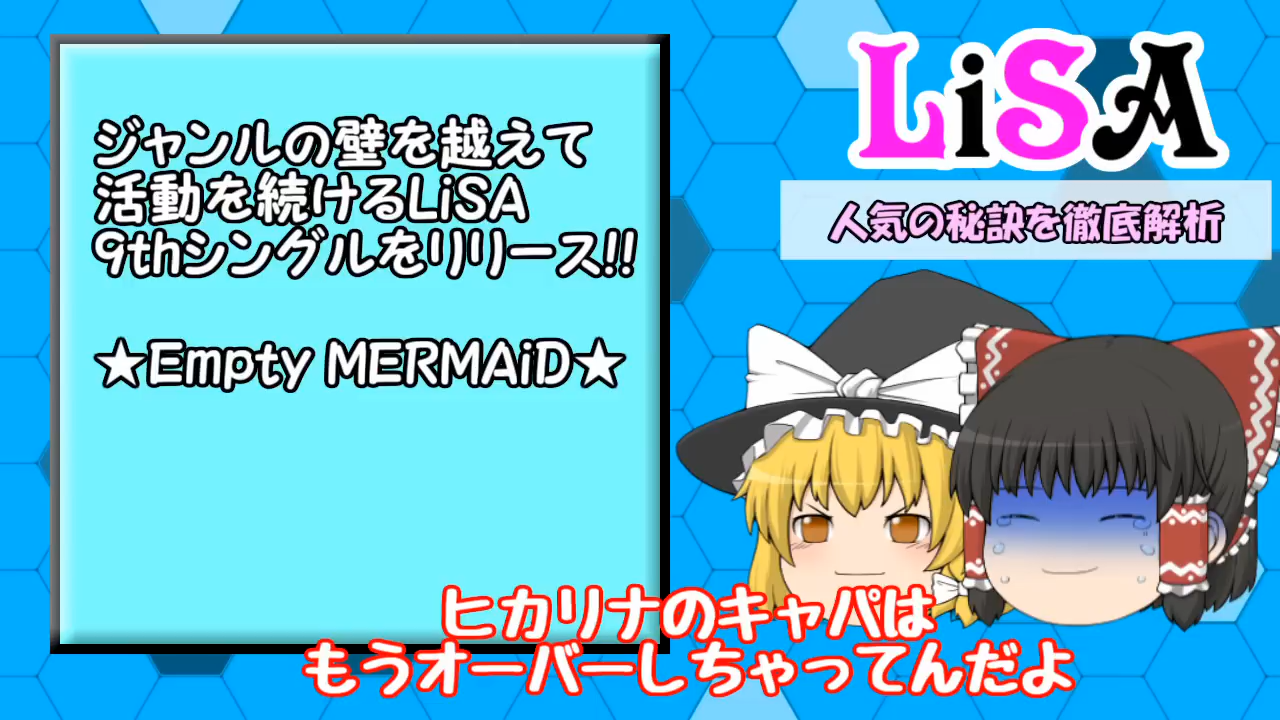 ジャンルの壁を越えて
活動を続けるLiSA
9thシングルをリリース!!
★Empty MERMAiD★
LiSA
人気の秘訣を徹底解析
ヒカリナのキャパは
もうオーバーしちゃってんだよ